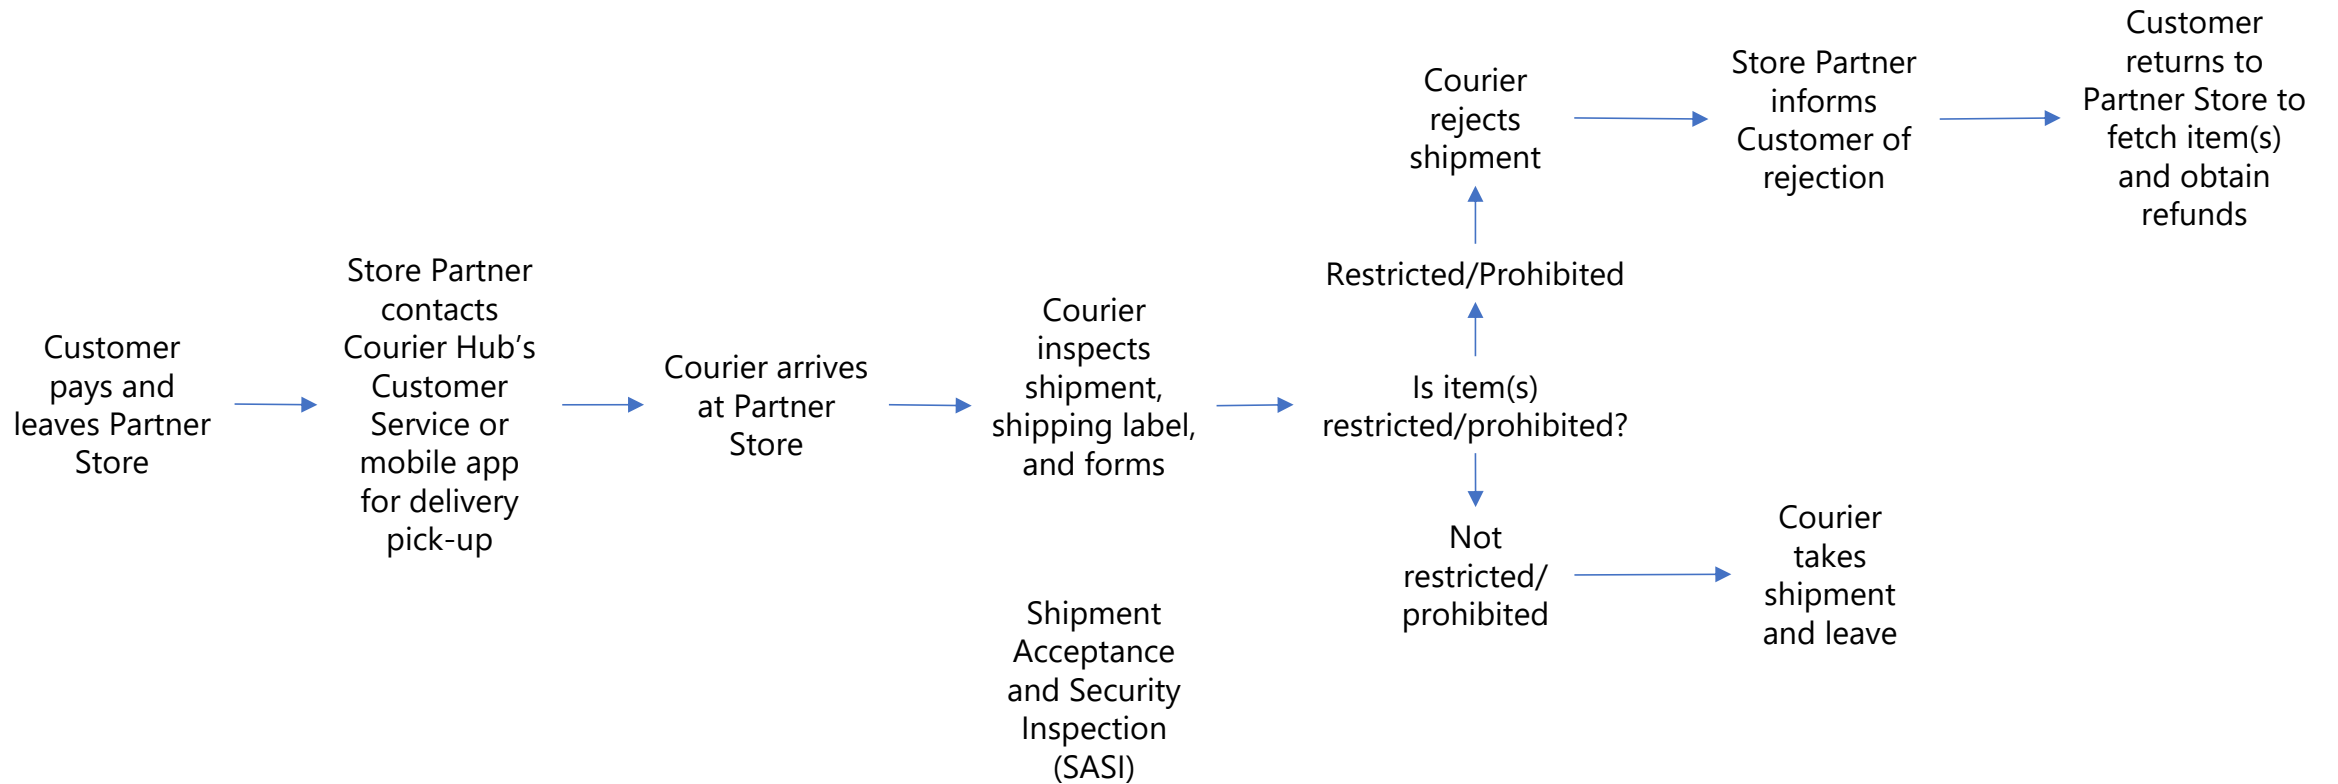 Customer
pays and
leaves Partner
Store
Store Partner
contacts
Courier Hub’s
Customer
Service or
mobile app
for delivery
pick-up
Courier arrives
at Partner
Store
Courier
inspects
shipment,
shipping label,
and forms
Shipment
Acceptance
and Security
Inspection
(SASI)
Is item(s)
restricted/prohibited?
Restricted/Prohibited
Courier
rejects
shipment
Store Partner
informs
Customer of
rejection
Customer
returns to
Partner Store to
fetch item(s)
and obtain
refunds
Not
restricted/
prohibited
Courier
takes
shipment
and leave